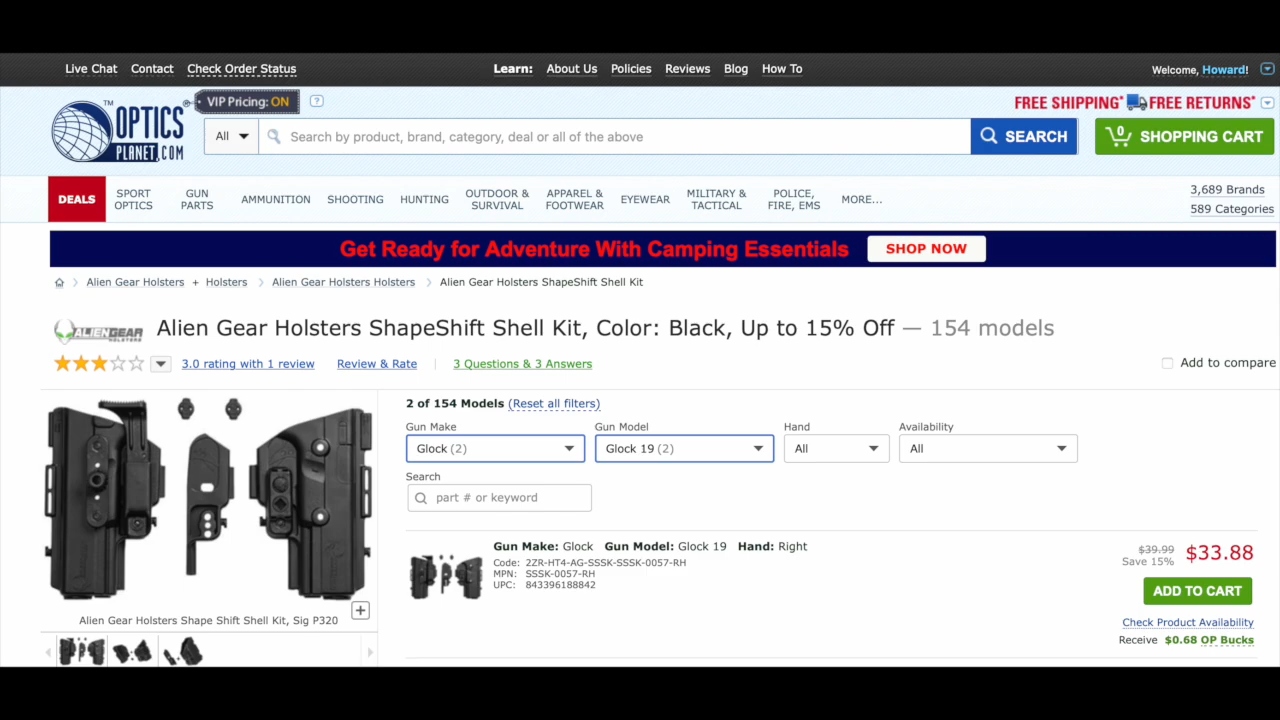 Live Chat Contact Check Order Status Learn: About Us Policies Reviews Blog How To Welcome, Howard!
VIP Pricing: ON ?
FREE SHIPPING* FREE RETURNS*
™ OPTICS ®
PLANET.COM
All Search by product, brand, category, deal or all of the above SEARCH 0 SHOPPING CART
DEALS SPORT OPTICS GUN PARTS AMMUNITION SHOOTING HUNTING OUTDOOR & SURVIVAL APPAREL & FOOTWEAR EYEWEAR MILITARY & TACTICAL POLICE, FIRE, EMS MORE...
3,689 Brands
589 Categories
Get Ready for Adventure With Camping Essentials SHOP NOW
Alien Gear Holsters + Holsters Alien Gear Holsters Holsters Alien Gear Holsters ShapeShift Shell Kit
ALIENGEAR
HOLSTERS
Alien Gear Holsters ShapeShift Shell Kit, Color: Black, Up to 15% Off — 154 models
3.0 rating with 1 review Review & Rate | 3 Questions & 3 Answers Add to compare
2 of 154 Models (Reset all filters)
Gun Make Gun Model Hand Availability
Glock (2) Glock 19 (2) All All
Search
part # or keyword
Gun Make: Glock Gun Model: Glock 19 Hand: Right
Code: 2ZR-HT4-AG-SSSK-SSSK-0057-RH
MPN: SSSK-0057-RH
UPC: 843396188842
$39.99
Save 15%
$33.88
ADD TO CART
Check Product Availability
Receive $0.68 OP Bucks
Alien Gear Holsters Shape Shift Shell Kit, Sig P320